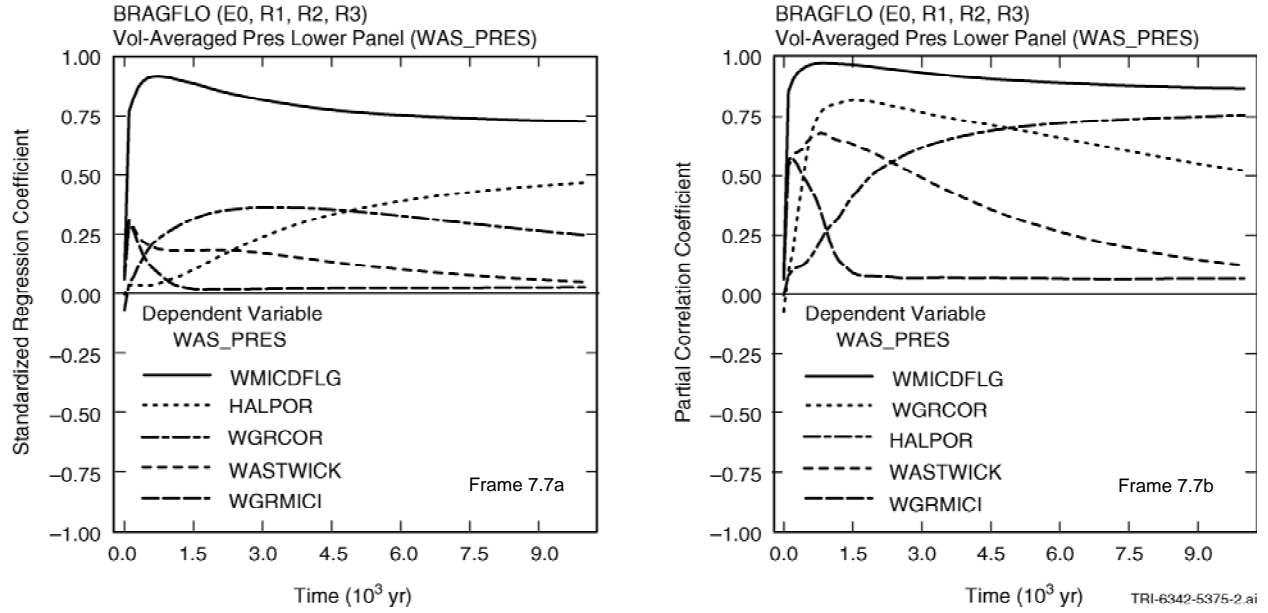 BRAGFLO (E0, R1, R2, R3)
Vol-Averaged Pres Lower Panel (WAS_PRES)
Standardized Regression Coefficient
1.00
0.75
0.50
0.25
0.00
−0.25
−0.50
−0.75
−1.00
Dependent Variable
WAS_PRES
WMICDFLG
HALPOR
WGRCOR
WASTWICK
WGRMICI
Frame 7.7a
0.0 1.5 3.0 4.5 6.0 7.5 9.0
Time (10³ yr)
BRAGFLO (E0, R1, R2, R3)
Vol-Averaged Pres Lower Panel (WAS_PRES)
Partial Correlation Coefficient
1.00
0.75
0.50
0.25
0.00
−0.25
−0.50
−0.75
−1.00
Dependent Variable
WAS_PRES
WMICDFLG
WGRCOR
HALPOR
WASTWICK
WGRMICI
Frame 7.7b
0.0 1.5 3.0 4.5 6.0 7.5 9.0
Time (10³ yr)
TRI-6342-5375-2.ai